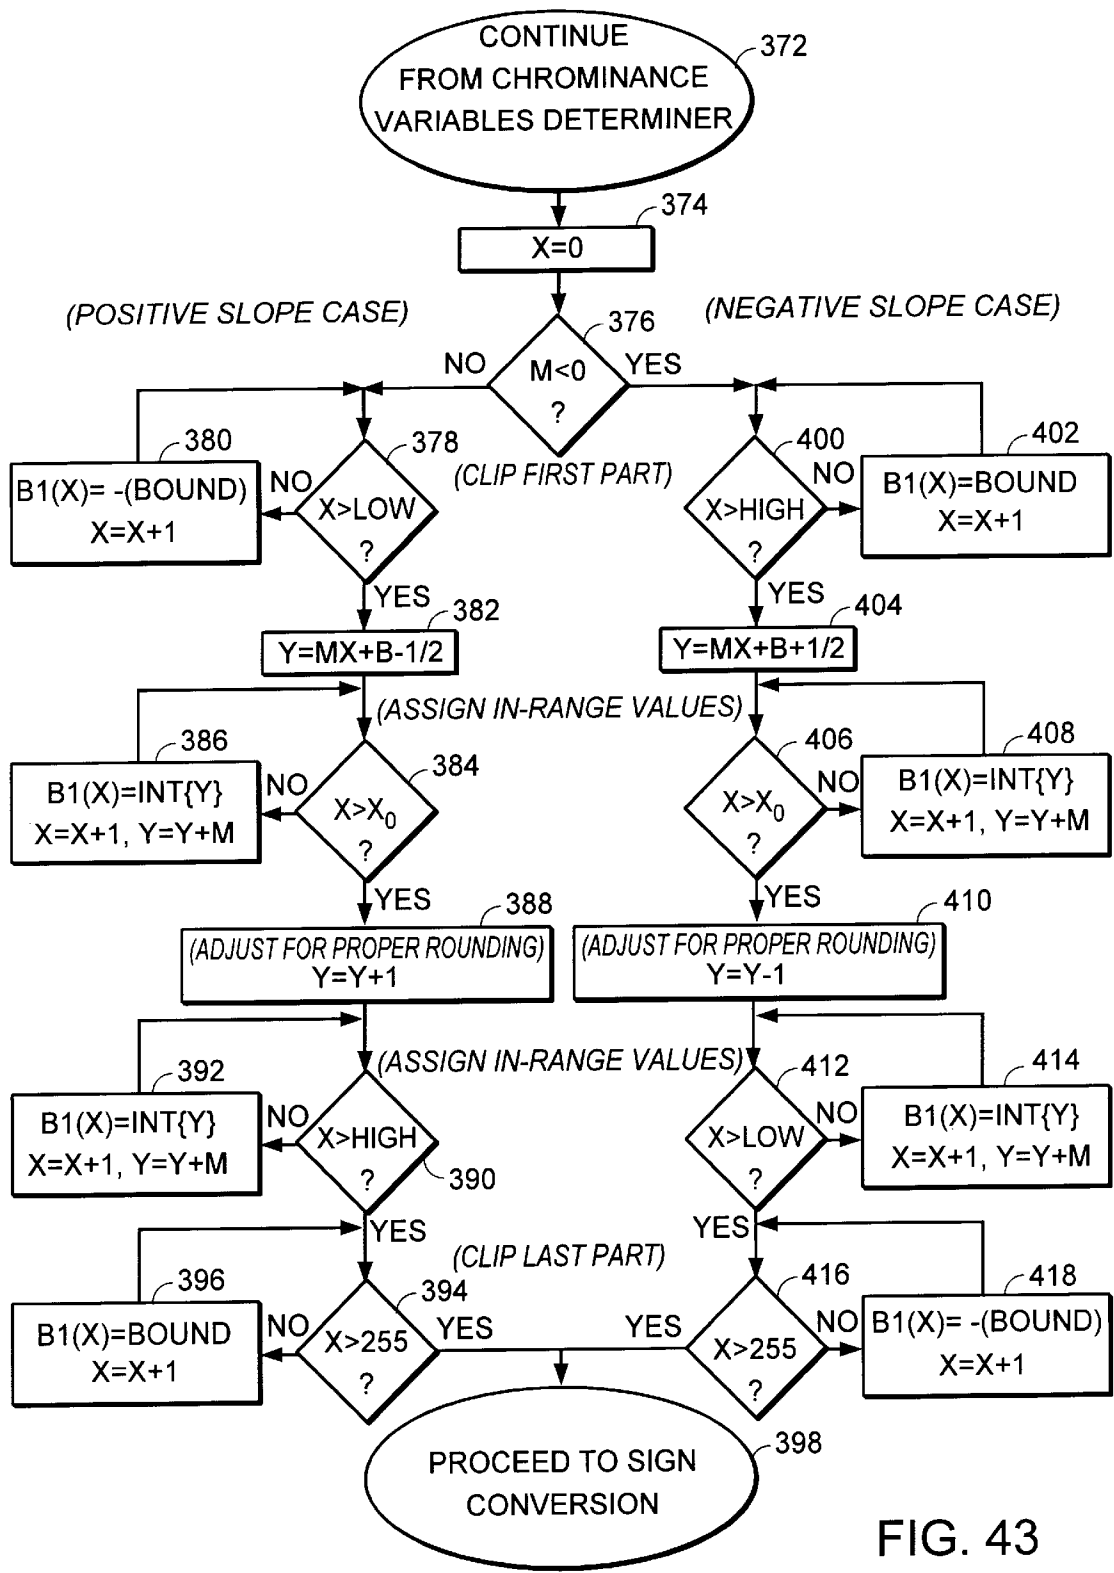 CONTINUE
FROM CHROMINANCE
VARIABLES DETERMINER
372
374
X=0
(POSITIVE SLOPE CASE)
(NEGATIVE SLOPE CASE)
376
NO
M<0
?
YES
380
B1(X)= -(BOUND)
X=X+1
NO
378
X>LOW
?
(CLIP FIRST PART)
400
X>HIGH
?
NO
402
B1(X)=BOUND
X=X+1
YES
382
Y=MX+B-1/2
YES
404
Y=MX+B+1/2
(ASSIGN IN-RANGE VALUES)
386
B1(X)=INT{Y}
X=X+1, Y=Y+M
NO
384
X>X0
?
406
X>X0
?
NO
408
B1(X)=INT{Y}
X=X+1, Y=Y+M
YES
388
(ADJUST FOR PROPER ROUNDING)
Y=Y+1
YES
410
(ADJUST FOR PROPER ROUNDING)
Y=Y-1
(ASSIGN IN-RANGE VALUES)
392
B1(X)=INT{Y}
X=X+1, Y=Y+M
NO
X>HIGH
?
390
412
X>LOW
?
NO
414
B1(X)=INT{Y}
X=X+1, Y=Y+M
YES
YES
(CLIP LAST PART)
396
B1(X)=BOUND
X=X+1
NO
394
X>255
?
YES
YES
416
X>255
?
NO
418
B1(X)= -(BOUND)
X=X+1
PROCEED TO SIGN
CONVERSION
398
FIG. 43